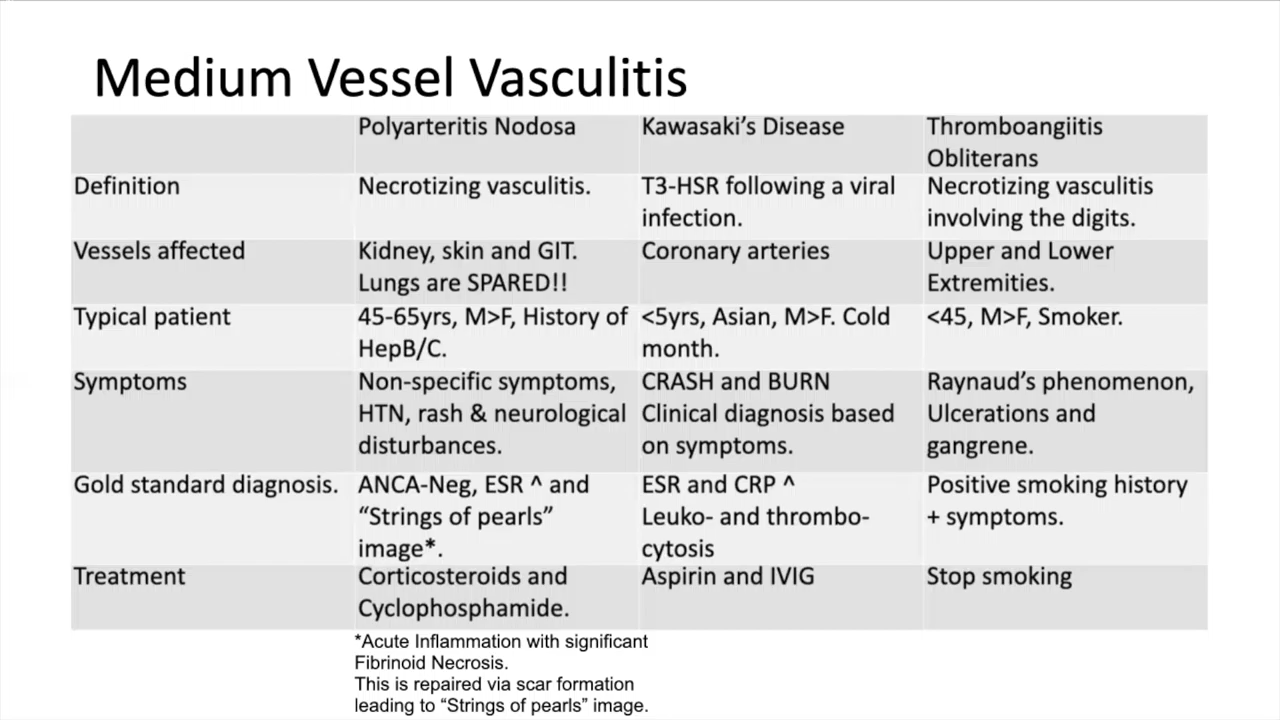 Medium Vessel Vasculitis
Polyarteritis Nodosa
Kawasaki’s Disease
Thromboangiitis
Obliterans
Definition
Necrotizing vasculitis.
T3-HSR following a viral
infection.
Necrotizing vasculitis
involving the digits.
Vessels affected
Kidney, skin and GIT.
Lungs are SPARED!!
Coronary arteries
Upper and Lower
Extremities.
Typical patient
45-65yrs, M>F, History of
HepB/C.
<5yrs, Asian, M>F. Cold
month.
<45, M>F, Smoker.
Symptoms
Non-specific symptoms,
HTN, rash & neurological
disturbances.
CRASH and BURN
Clinical diagnosis based
on symptoms.
Raynaud’s phenomenon,
Ulcerations and
gangrene.
Gold standard diagnosis.
ANCA-Neg, ESR ^ and
“Strings of pearls”
image*.
ESR and CRP ^
Leuko- and thrombo-
cytosis
Positive smoking history
+ symptoms.
Treatment
Corticosteroids and
Cyclophosphamide.
Aspirin and IVIG
Stop smoking
*Acute Inflammation with significant
Fibrinoid Necrosis.
This is repaired via scar formation
leading to “Strings of pearls” image.